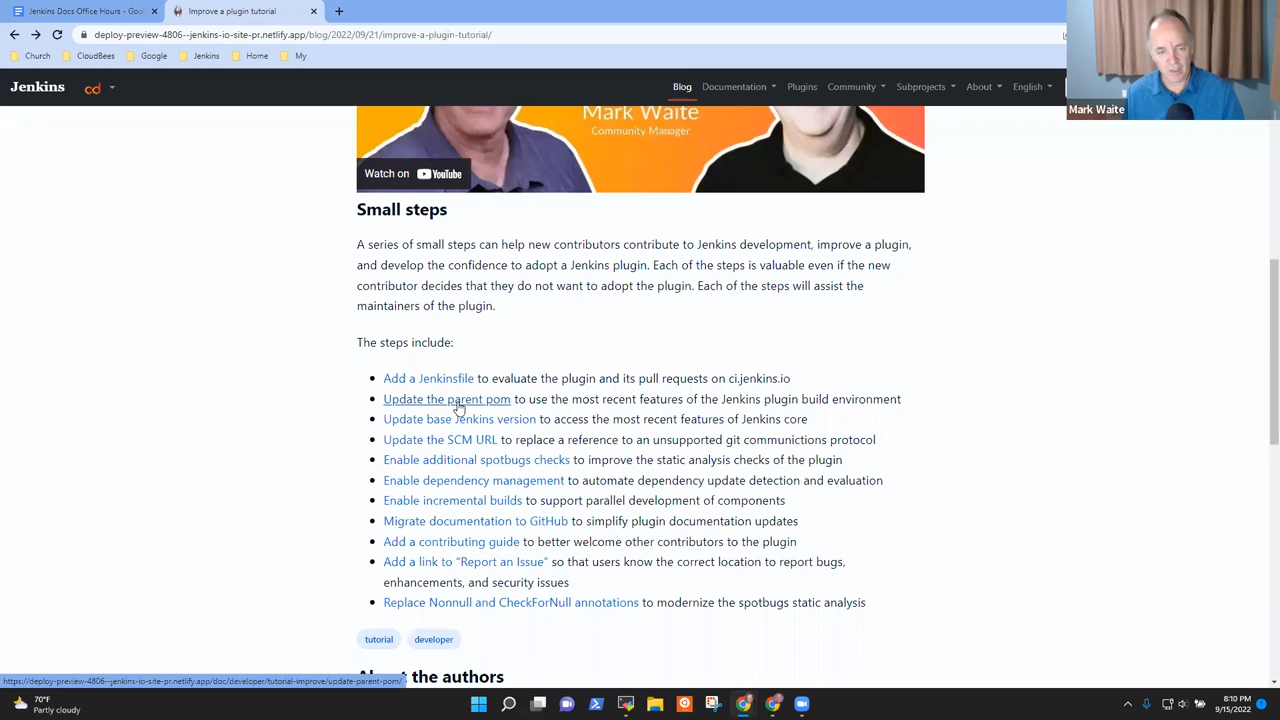 Jenkins Docs Office Hours - Goo
Improve a plugin tutorial
deploy-preview-4806--jenkins-io-site-pr.netlify.app/blog/2022/09/21/improve-a-plugin-tutorial/
Church CloudBees Google Jenkins Home My
Jenkins cd Blog Documentation Plugins Community Subprojects About English
Mark Waite
Mark Waite
Community Manager
Watch on YouTube
Small steps
A series of small steps can help new contributors contribute to Jenkins development, improve a plugin,
and develop the confidence to adopt a Jenkins plugin. Each of the steps is valuable even if the new
contributor decides that they do not want to adopt the plugin. Each of the steps will assist the
maintainers of the plugin.
The steps include:
Add a Jenkinsfile to evaluate the plugin and its pull requests on ci.jenkins.io
Update the parent pom to use the most recent features of the Jenkins plugin build environment
Update base Jenkins version to access the most recent features of Jenkins core
Update the SCM URL to replace a reference to an unsupported git communctions protocol
Enable additional spotbugs checks to improve the static analysis checks of the plugin
Enable dependency management to automate dependency update detection and evaluation
Enable incremental builds to support parallel development of components
Migrate documentation to GitHub to simplify plugin documentation updates
Add a contributing guide to better welcome other contributors to the plugin
Add a link to “Report an Issue” so that users know the correct location to report bugs,
enhancements, and security issues
Replace Nonnull and CheckForNull annotations to modernize the spotbugs static analysis
tutorial developer
the authors
https://deploy-preview-4806--jenkins-io-site-pr.netlify.app/doc/developer/tutorial-improve/update-parent-pom/
70°F
Partly cloudy
8:10 PM
9/15/2022